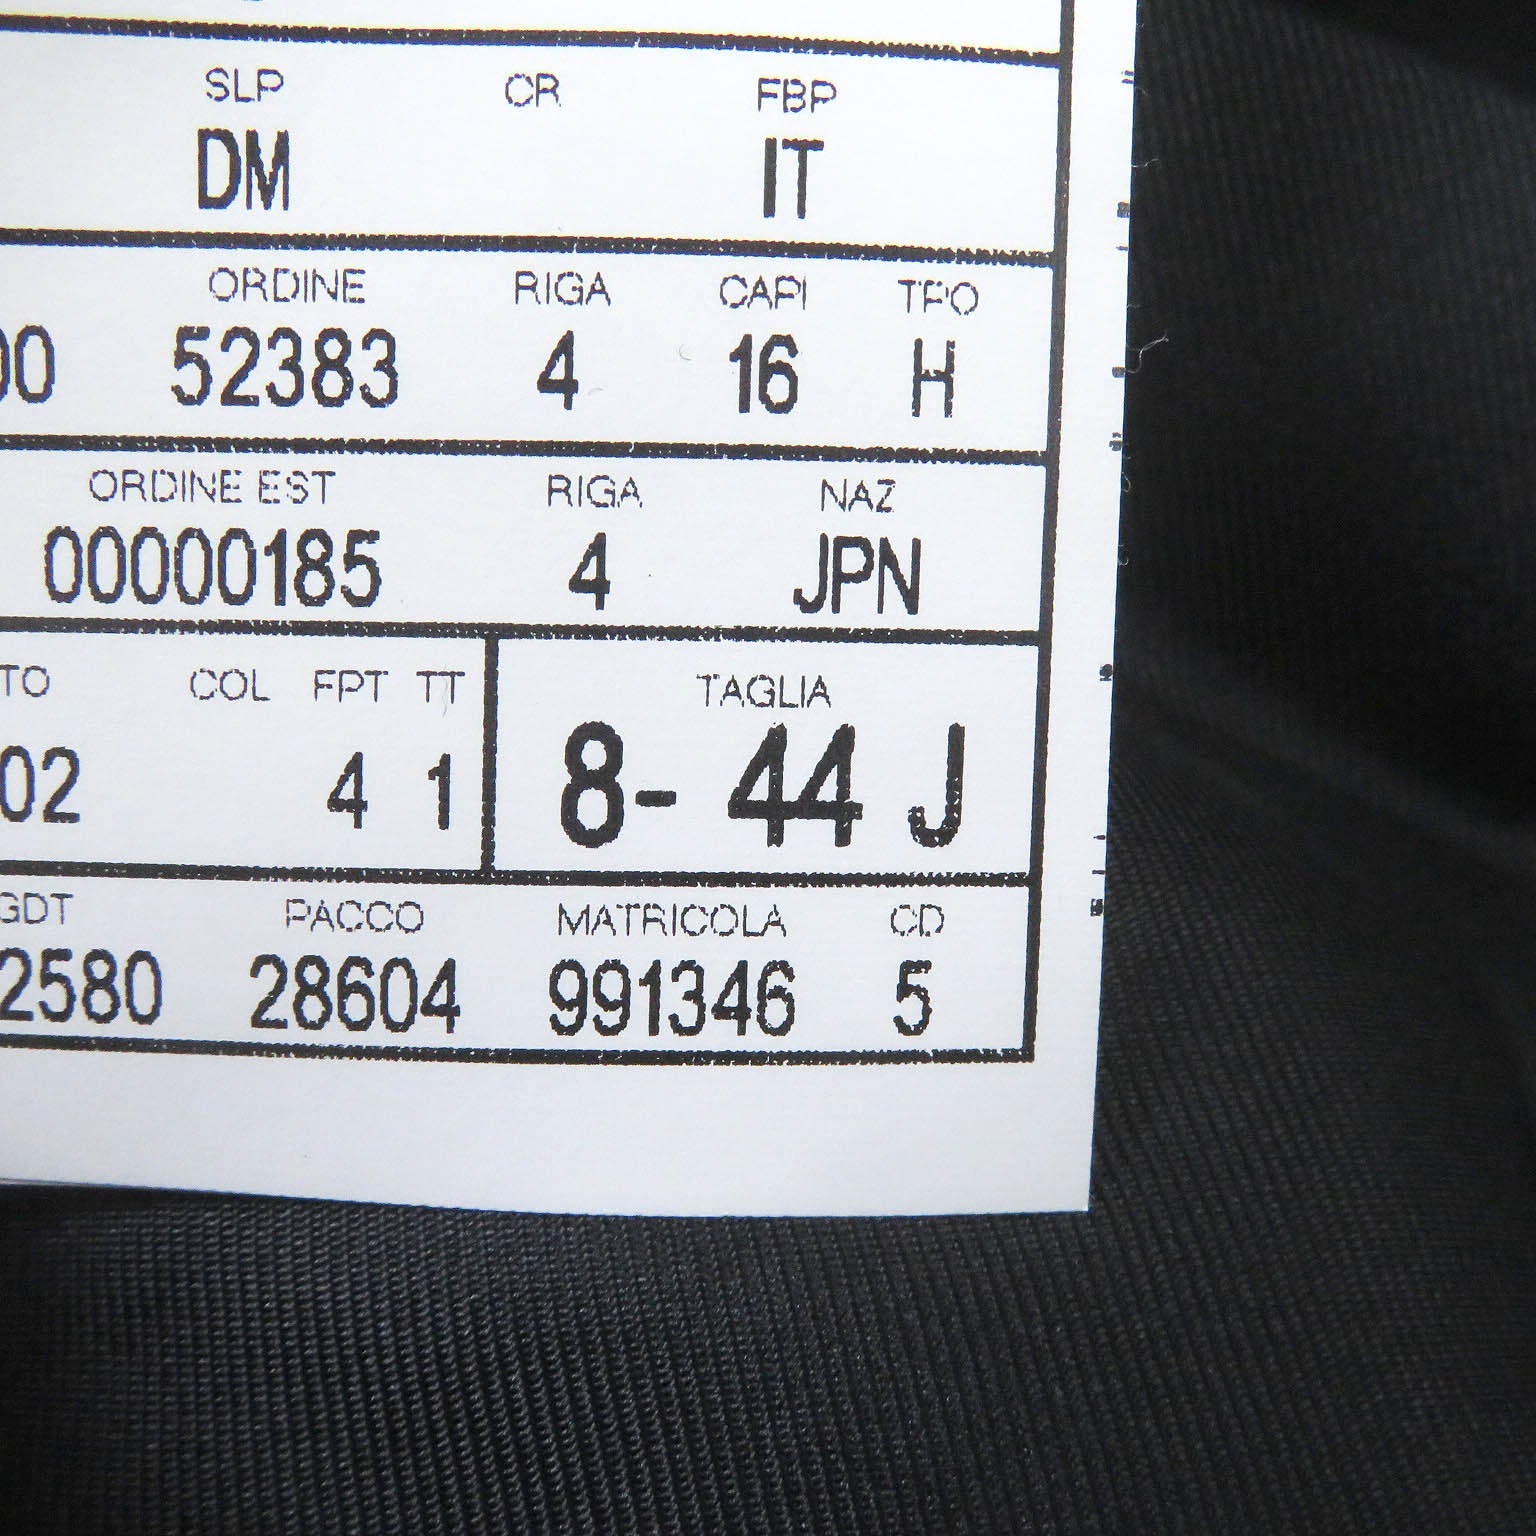 SLP CR FBP
DM IT
ORDINE RIGA CAPI TPO
00 52383 4 16 H
ORDINE EST RIGA NAZ
00000185 4 JPN
TO COL FPT TT TAGLIA
02 4 1 8- 44 J
GDT PACCO MATRICOLA CD
2580 28604 991346 5